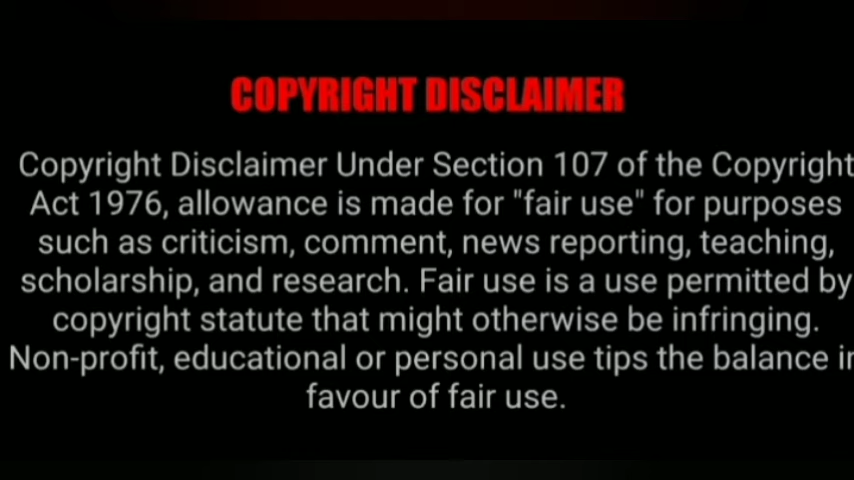 COPYRIGHT DISCLAIMER
Copyright Disclaimer Under Section 107 of the Copyright
Act 1976, allowance is made for "fair use" for purposes
such as criticism, comment, news reporting, teaching,
scholarship, and research. Fair use is a use permitted by
copyright statute that might otherwise be infringing.
Non-profit, educational or personal use tips the balance in
favour of fair use.